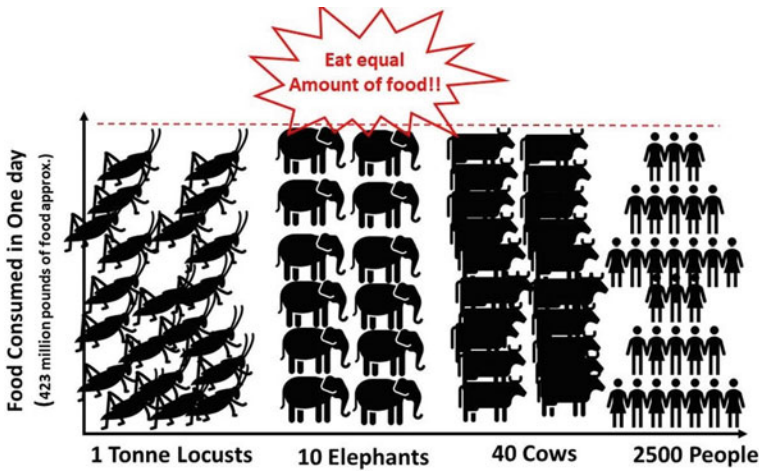 Eat equal
Amount of food!!
Food Consumed in One day
(423 million pounds of food approx.)
1 Tonne Locusts
10 Elephants
40 Cows
2500 People